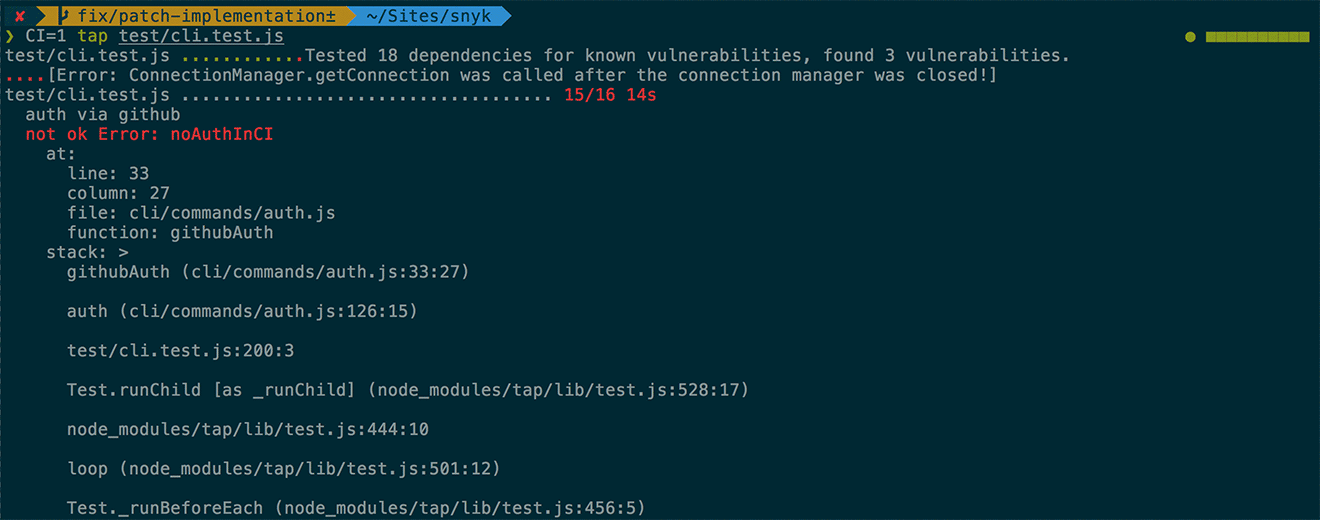 ✘ fix/patch-implementation± ~/Sites/snyk
❯ CI=1 tap test/cli.test.js
test/cli.test.js ............Tested 18 dependencies for known vulnerabilities, found 3 vulnerabilities.
....[Error: ConnectionManager.getConnection was called after the connection manager was closed!]
test/cli.test.js .................................... 15/16 14s
auth via github
not ok Error: noAuthInCI
at:
line: 33
column: 27
file: cli/commands/auth.js
function: githubAuth
stack: >
githubAuth (cli/commands/auth.js:33:27)
auth (cli/commands/auth.js:126:15)
test/cli.test.js:200:3
Test.runChild [as _runChild] (node_modules/tap/lib/test.js:528:17)
node_modules/tap/lib/test.js:444:10
loop (node_modules/tap/lib/test.js:501:12)
Test._runBeforeEach (node_modules/tap/lib/test.js:456:5)